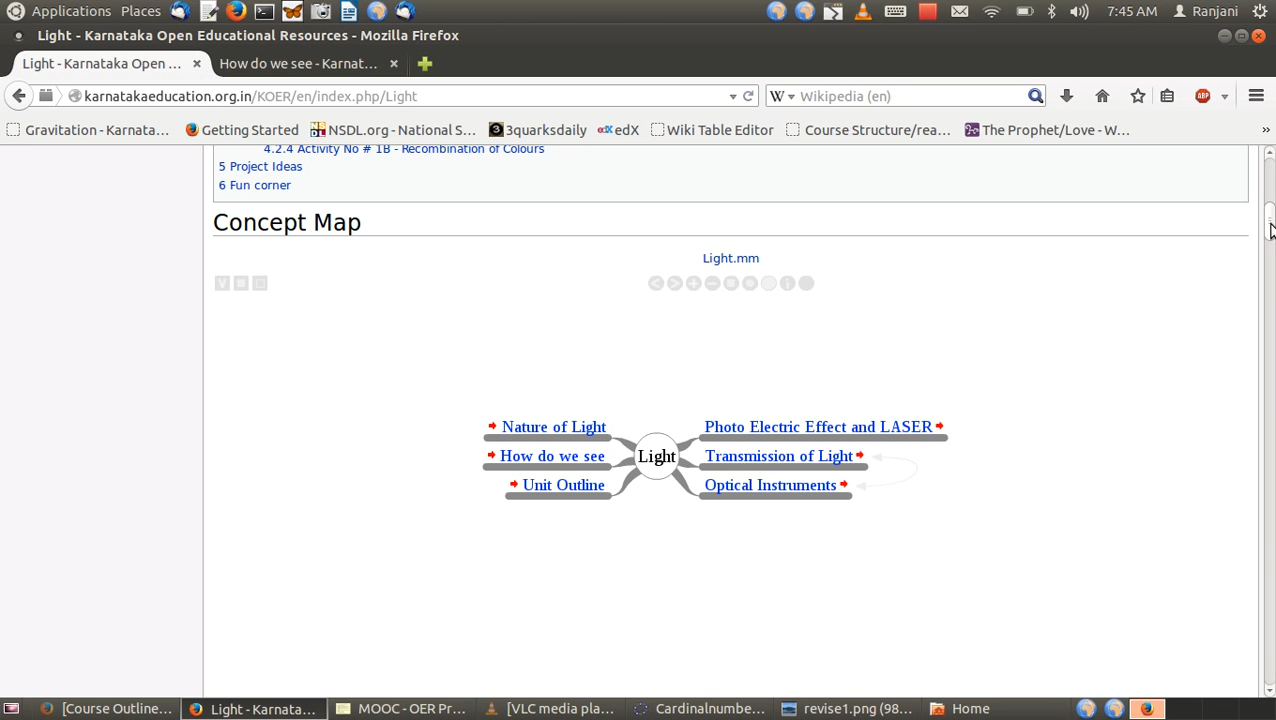 Applications Places 7:45 AM Ranjani
Light - Karnataka Open Educational Resources - Mozilla Firefox
Light - Karnataka Open ... × How do we see - Karnat... ×
karnatakaeducation.org.in/KOER/en/index.php/Light W Wikipedia (en) ABP
Gravitation - Karnata... Getting Started NSDL.org - National S... 3 3quarksdaily edX edX Wiki Table Editor Course Structure/rea... The Prophet/Love - W... »
4.2.4 Activity No # 1B - Recombination of Colours
5 Project Ideas
6 Fun corner
Concept Map
Light.mm
Nature of Light
How do we see
Unit Outline
Light
Photo Electric Effect and LASER
Transmission of Light
Optical Instruments
[Course Outline... Light - Karnata... MOOC - OER Pr... [VLC media pla... Cardinalnumbe... revise1.png (98... Home